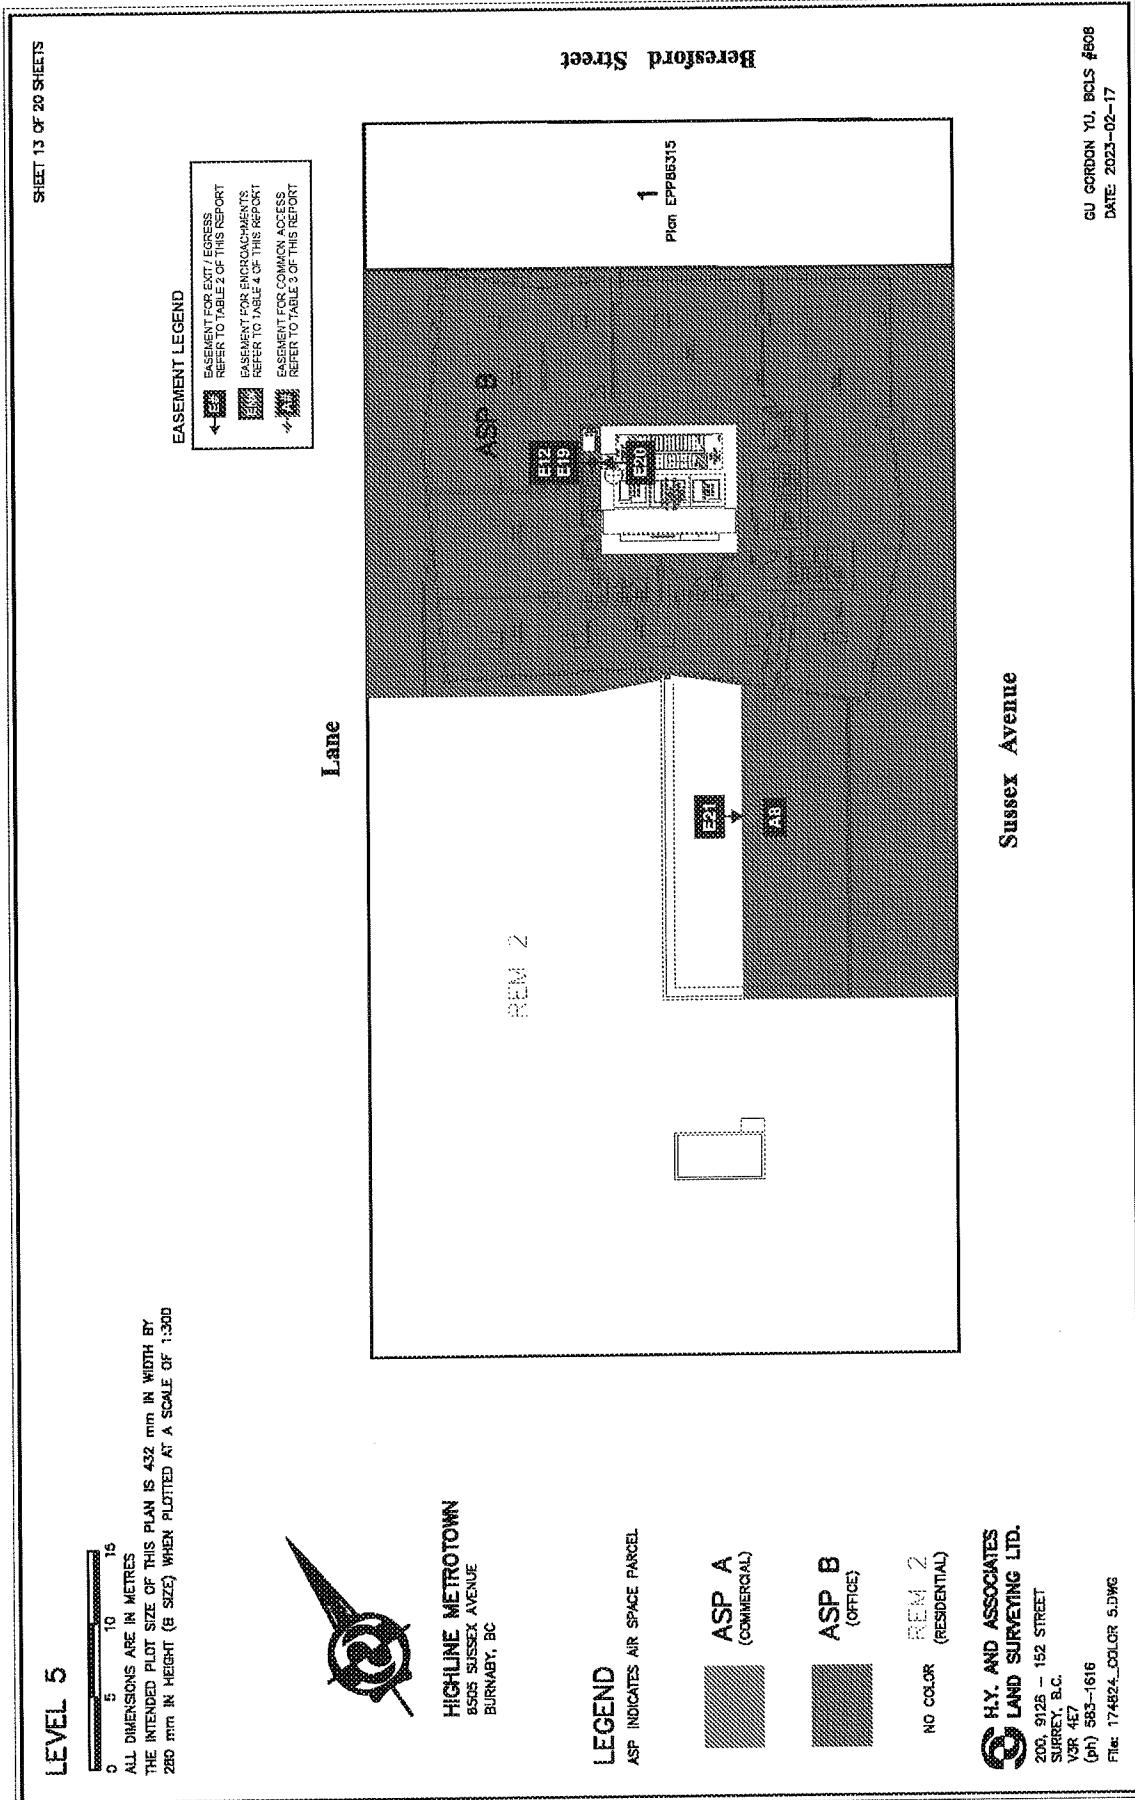 SHEET 13 OF 20 SHEETS
LEVEL 5
0 5 10 15
ALL DIMENSIONS ARE IN METRES
THE INTENDED PLOT SIZE OF THIS PLAN IS 432 mm IN WIDTH BY
280 mm IN HEIGHT (B SIZE) WHEN PLOTTED AT A SCALE OF 1:300
EASEMENT LEGEND
EASEMENT FOR EXIT / EGRESS
REFER TO TABLE 2 OF THIS REPORT
EASEMENT FOR ENCROACHMENTS
REFER TO TABLE 4 OF THIS REPORT
EASEMENT FOR COMMON ACCESS
REFER TO TABLE 3 OF THIS REPORT
Lane
Beresford Street
Sussex Avenue
REM 2
ASP B
E12
E19
E20
E21
A8
1
Plan EPP86315
HIGHLINE METROTOWN
6505 SUSSEX AVENUE
BURNABY, BC
LEGEND
ASP INDICATES AIR SPACE PARCEL
ASP A
(COMMERCIAL)
ASP B
(OFFICE)
NO COLOR
REM 2
(RESIDENTIAL)
H.Y. AND ASSOCIATES
LAND SURVEYING LTD.
200, 9128 – 152 STREET
SURREY, B.C.
V3R 4E7
(ph) 583-1616
File: 174824_COLOR 5.DWG
GU GORDON YU, BCLS #808
DATE: 2023-02-17